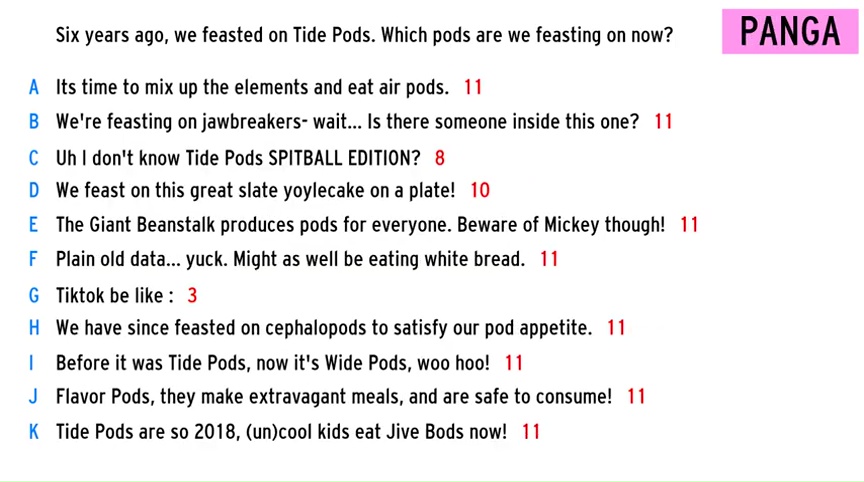 Six years ago, we feasted on Tide Pods. Which pods are we feasting on now?
PANGA
A Its time to mix up the elements and eat air pods. 11
B We're feasting on jawbreakers- wait... Is there someone inside this one? 11
C Uh I don't know Tide Pods SPITBALL EDITION? 8
D We feast on this great slate yoylecake on a plate! 10
E The Giant Beanstalk produces pods for everyone. Beware of Mickey though! 11
F Plain old data... yuck. Might as well be eating white bread. 11
G Tiktok be like : 3
H We have since feasted on cephalopods to satisfy our pod appetite. 11
I Before it was Tide Pods, now it's Wide Pods, woo hoo! 11
J Flavor Pods, they make extravagant meals, and are safe to consume! 11
K Tide Pods are so 2018, (un)cool kids eat Jive Bods now! 11